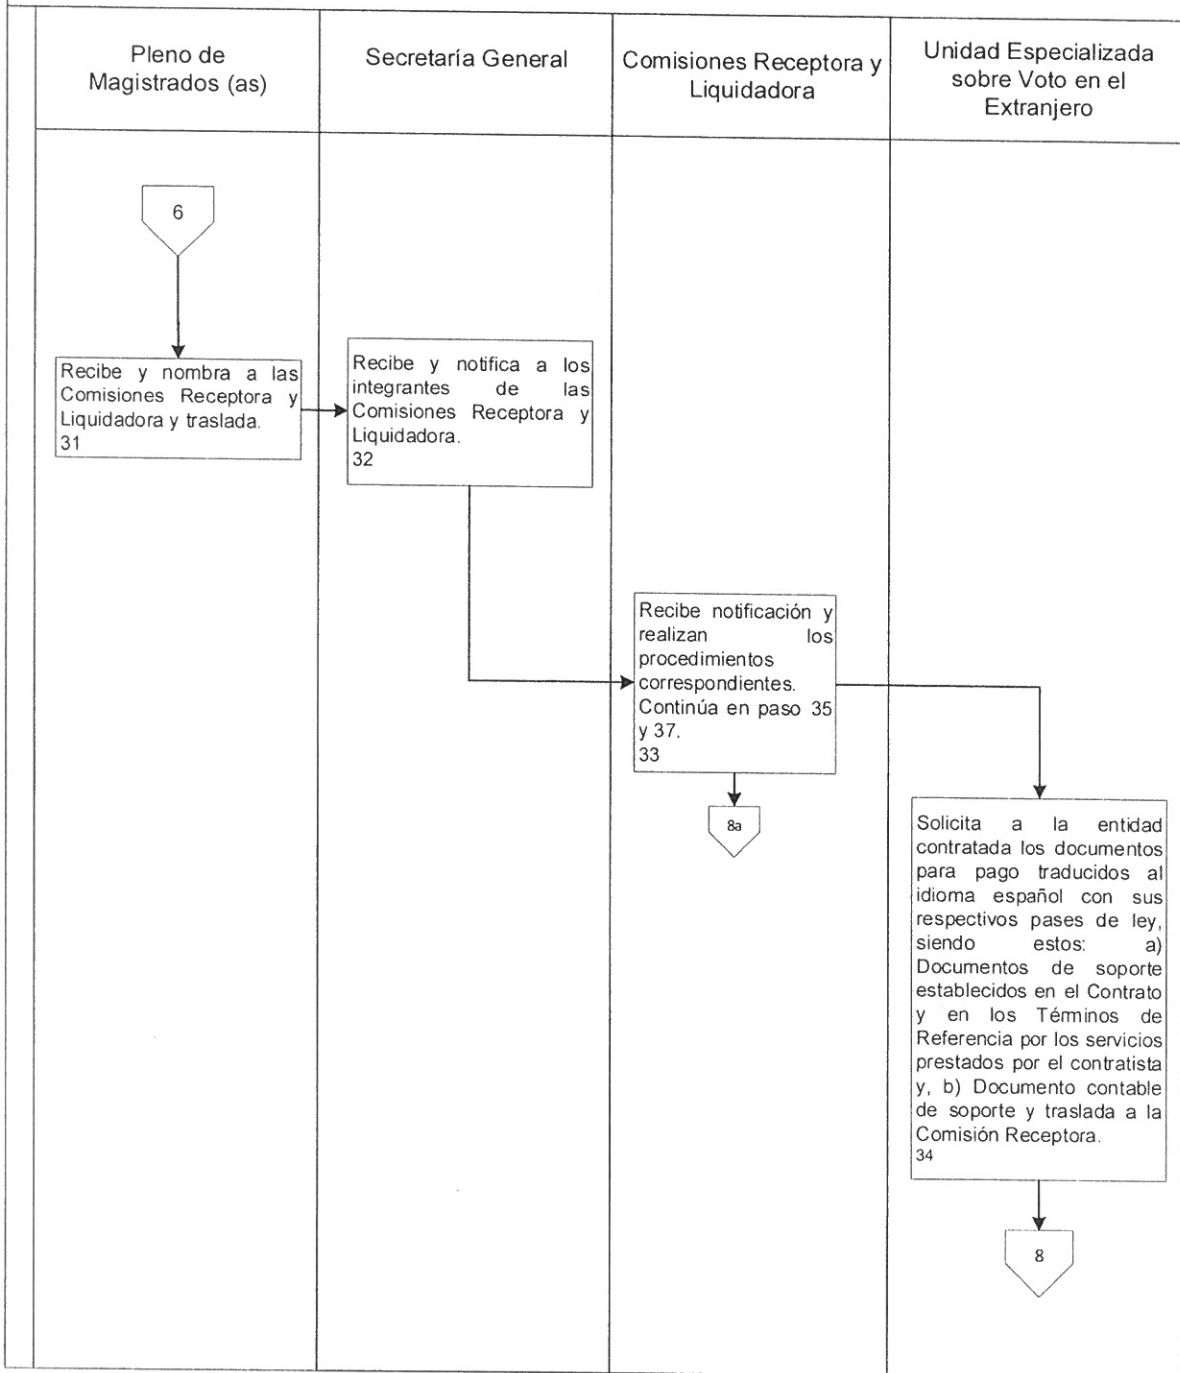 Pleno de
Magistrados (as)
Secretaría General
Comisiones Receptora y
Liquidadora
Unidad Especializada
sobre Voto en el
Extranjero
6
Recibe y nombra a las
Comisiones Receptora y
Liquidadora y traslada.
31
Recibe y notifica a los
integrantes de las
Comisiones Receptora y
Liquidadora.
32
Recibe notificación y
realizan los
procedimientos
correspondientes.
Continúa en paso 35
y 37.
33
8a
Solicita a la entidad
contratada los documentos
para pago traducidos al
idioma español con sus
respectivos pases de ley,
siendo estos: a)
Documentos de soporte
establecidos en el Contrato
y en los Términos de
Referencia por los servicios
prestados por el contratista
y, b) Documento contable
de soporte y traslada a la
Comisión Receptora.
34
8